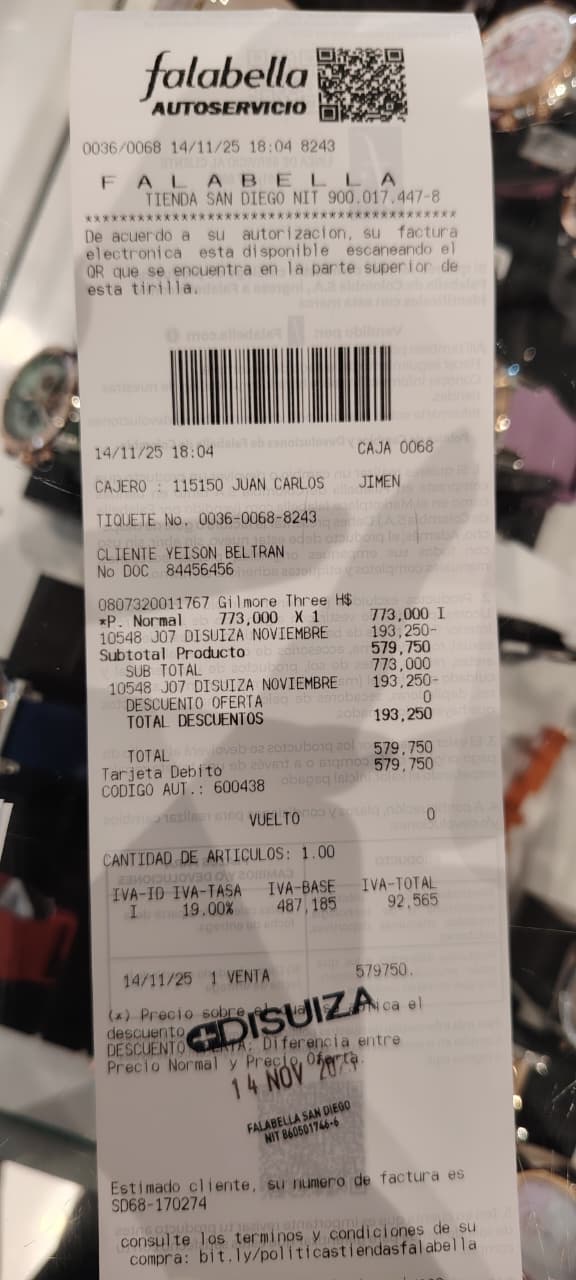 falabella
AUTOSERVICIO
0036/0068 14/11/25 18:04 8243
F A L A B E L L A
TIENDA SAN DIEGO NIT 900.017.447-8
****************************************************
De acuerdo a su autorizacion, su factura
electronica esta disponible escaneando el
QR que se encuentra en la parte superior de
esta tirilla.
14/11/25 18:04 CAJA 0068
CAJERO : 115150 JUAN CARLOS JIMEN
TIQUETE No. 0036-0068-8243
CLIENTE YEISON BELTRAN
No DOC 84456456
0807320011767 Gilmore Three H$
*P. Normal 773,000 X 1 773,000 I
10548 J07 DISUIZA NOVIEMBRE 193,250-
Subtotal Producto 579,750
SUB TOTAL 773,000
10548 J07 DISUIZA NOVIEMBRE 193,250-
DESCUENTO OFERTA 0
TOTAL DESCUENTOS 193,250
TOTAL 579,750
Tarjeta Debito 579,750
CODIGO AUT.: 600438
VUELTO 0
CANTIDAD DE ARTICULOS: 1.00
IVA-ID IVA-TASA IVA-BASE IVA-TOTAL
I 19.00% 487,185 92,565
14/11/25 1 VENTA 579750.
(*) Precio sobre el aplica el
descuento
DISUIZA
DESCUENTO OFERTA: Diferencia entre
Precio Normal y Precio Oferta.
14 NOV
FALABELLA SAN DIEGO
NIT 860501746-6
Estimado cliente, su numero de factura es
SD68-170274
consulte los terminos y condiciones de su
compra: bit.ly/politicastiendasfalabella